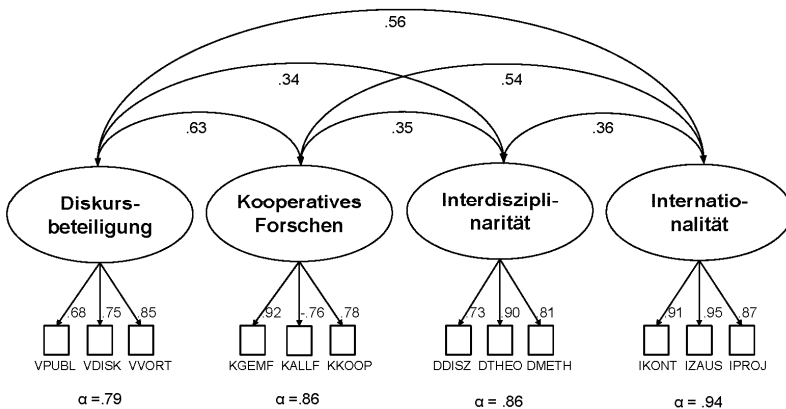 .56
.34
.54
.63
.35
.36
Diskurs-
beteiligung
Kooperatives
Forschen
Interdiszipli-
narität
Internatio-
nalität
.68 .75 .85
.92 -.76 .78
.73 .90 .81
.91 .95 .87
VPUBL VDISK VVORT
KGEMF KALLF KKOOP
DDISZ DTHEO DMETH
IKONT IZAUS IPROJ
α =.79
α =.86
α =.86
α =.94